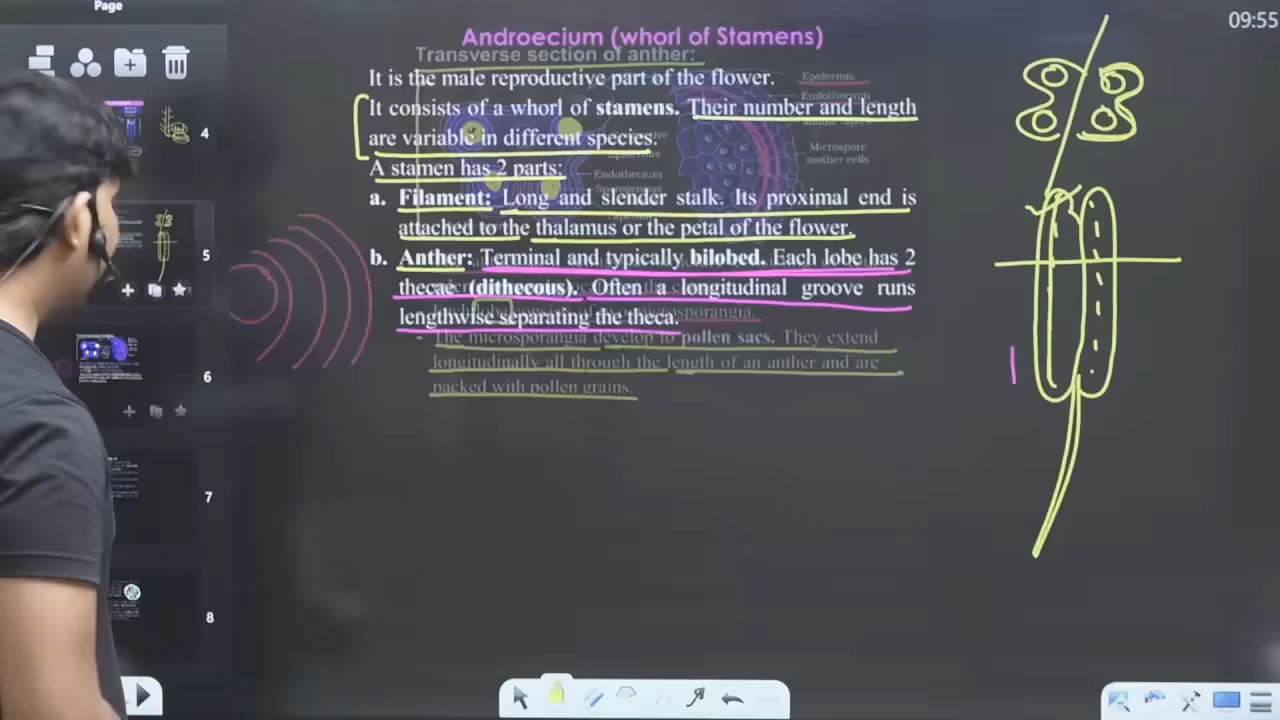 Page
09:55
Androecium (whorl of Stamens)
Transverse section of anther:
It is the male reproductive part of the flower.
Epidermis
It consists of a whorl of stamens. Their number and length
Endothecium
are variable in different species.
Middle layers
A stamen has 2 parts:
Microspore
mother cells
Endothecium
a. Filament: Long and slender stalk. Its proximal end is
attached to the thalamus or the petal of the flower.
b. Anther: Terminal and typically bilobed. Each lobe has 2
thecae (dithecous). Often a longitudinal groove runs
lengthwise separating the theca.
microsporangia.
- The microsporangia develop to pollen sacs. They extend
longitudinally all through the length of an anther and are
packed with pollen grains.
4
5
6
7
8